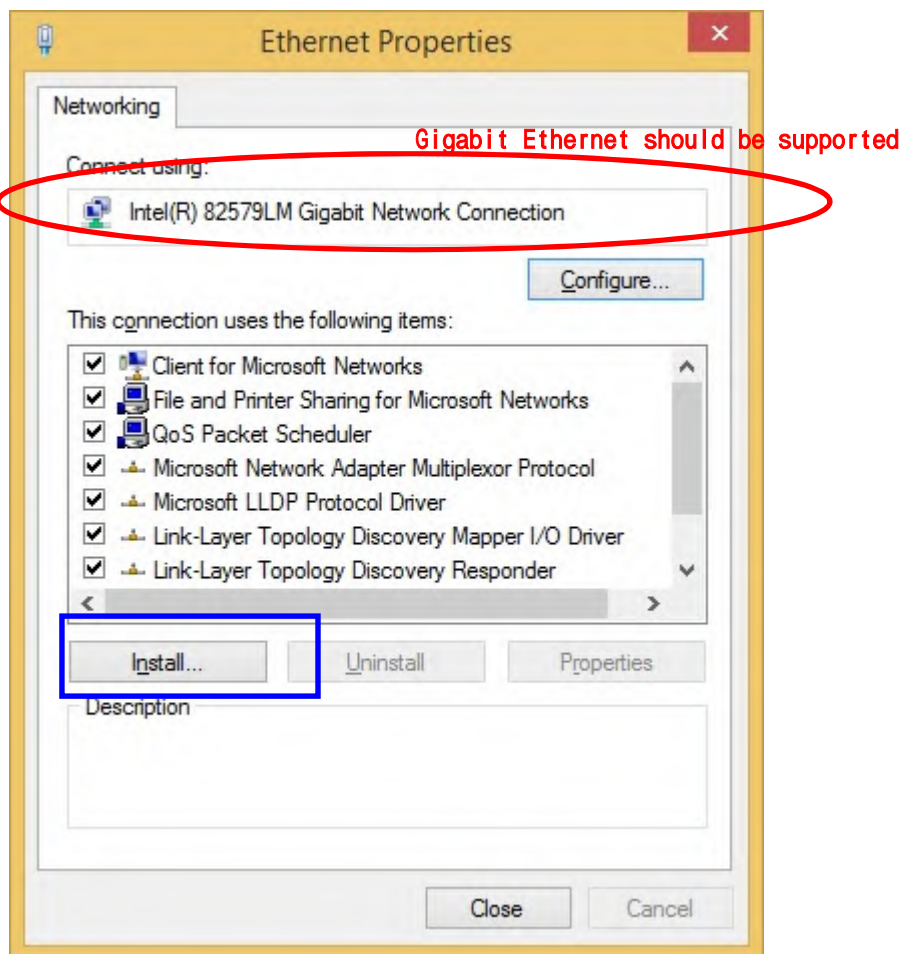 Ethernet Properties
Networking
Gigabit Ethernet should be supported
Connect using:
Intel(R) 82579LM Gigabit Network Connection
Configure...
This connection uses the following items:
Client for Microsoft Networks
File and Printer Sharing for Microsoft Networks
QoS Packet Scheduler
Microsoft Network Adapter Multiplexor Protocol
Microsoft LLDP Protocol Driver
Link-Layer Topology Discovery Mapper I/O Driver
Link-Layer Topology Discovery Responder
Install... Uninstall Properties
Description
Close Cancel